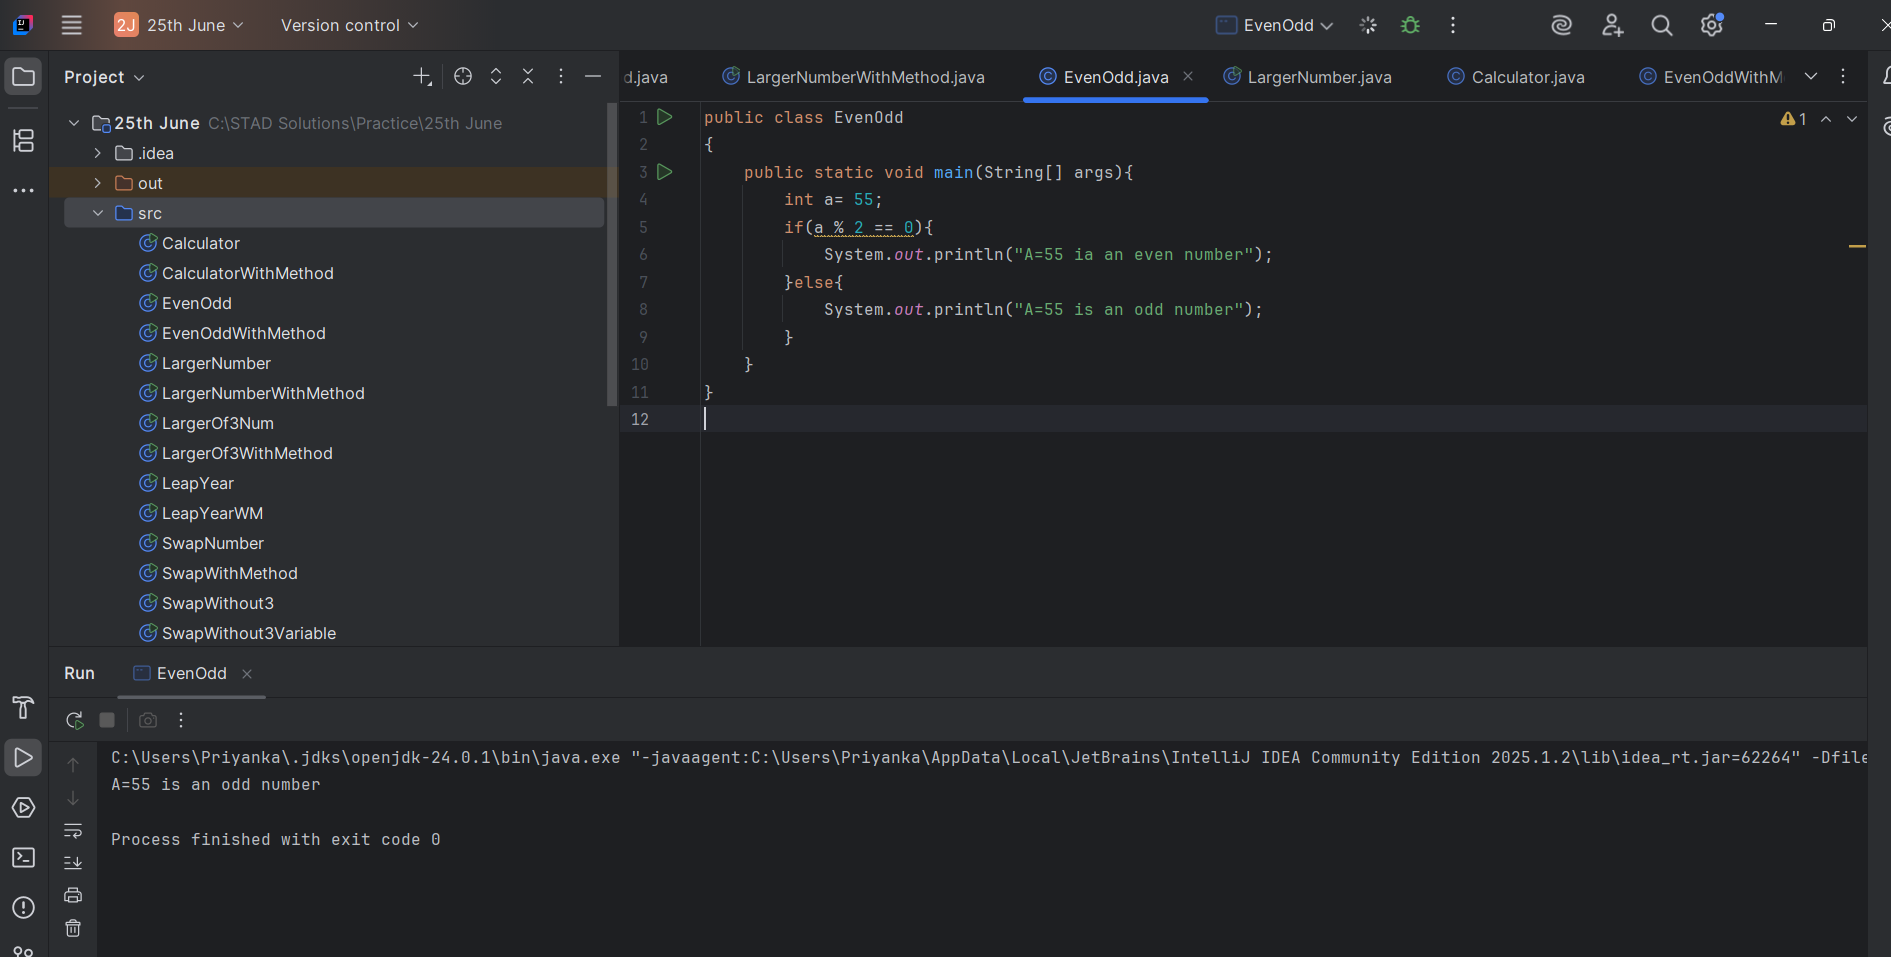 2J 25th June Version control EvenOdd
Project
d.java LargerNumberWithMethod.java EvenOdd.java LargerNumber.java Calculator.java EvenOddWithM
25th June C:\STAD Solutions\Practice\25th June
.idea
out
src
Calculator
CalculatorWithMethod
EvenOdd
EvenOddWithMethod
LargerNumber
LargerNumberWithMethod
LargerOf3Num
LargerOf3WithMethod
LeapYear
LeapYearWM
SwapNumber
SwapWithMethod
SwapWithout3
SwapWithout3Variable
1 public class EvenOdd
2 {
3 public static void main(String[] args){
4 int a= 55;
5 if(a % 2 == 0){
6 System.out.println("A=55 ia an even number");
7 }else{
8 System.out.println("A=55 is an odd number");
9 }
10 }
11 }
12
1
Run EvenOdd
C:\Users\Priyanka\.jdks\openjdk-24.0.1\bin\java.exe "-javaagent:C:\Users\Priyanka\AppData\Local\JetBrains\IntelliJ IDEA Community Edition 2025.1.2\lib\idea_rt.jar=62264" -Dfile
A=55 is an odd number
Process finished with exit code 0